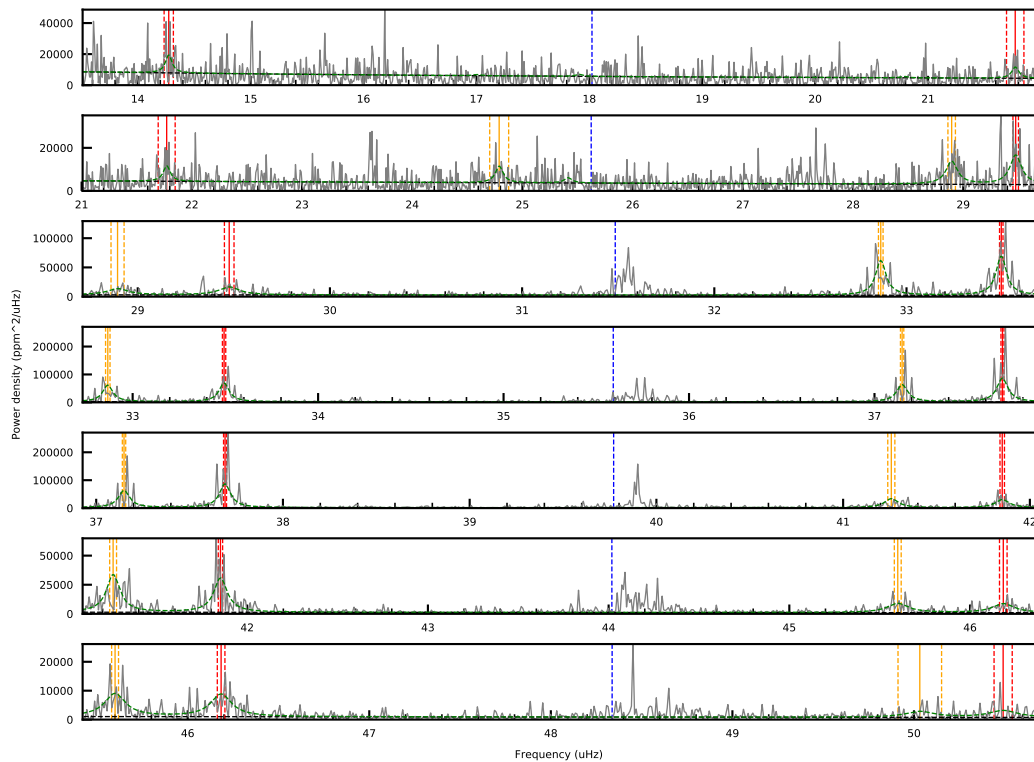 40000
20000
0
14 15 16 17 18 19 20 21
20000
0
21 22 23 24 25 26 27 28 29
100000
50000
0
29 30 31 32 33
200000
100000
0
33 34 35 36 37
Power density (ppm^2/uHz)
200000
100000
0
37 38 39 40 41 42
50000
25000
0
42 43 44 45 46
20000
10000
0
46 47 48 49 50
Frequency (uHz)